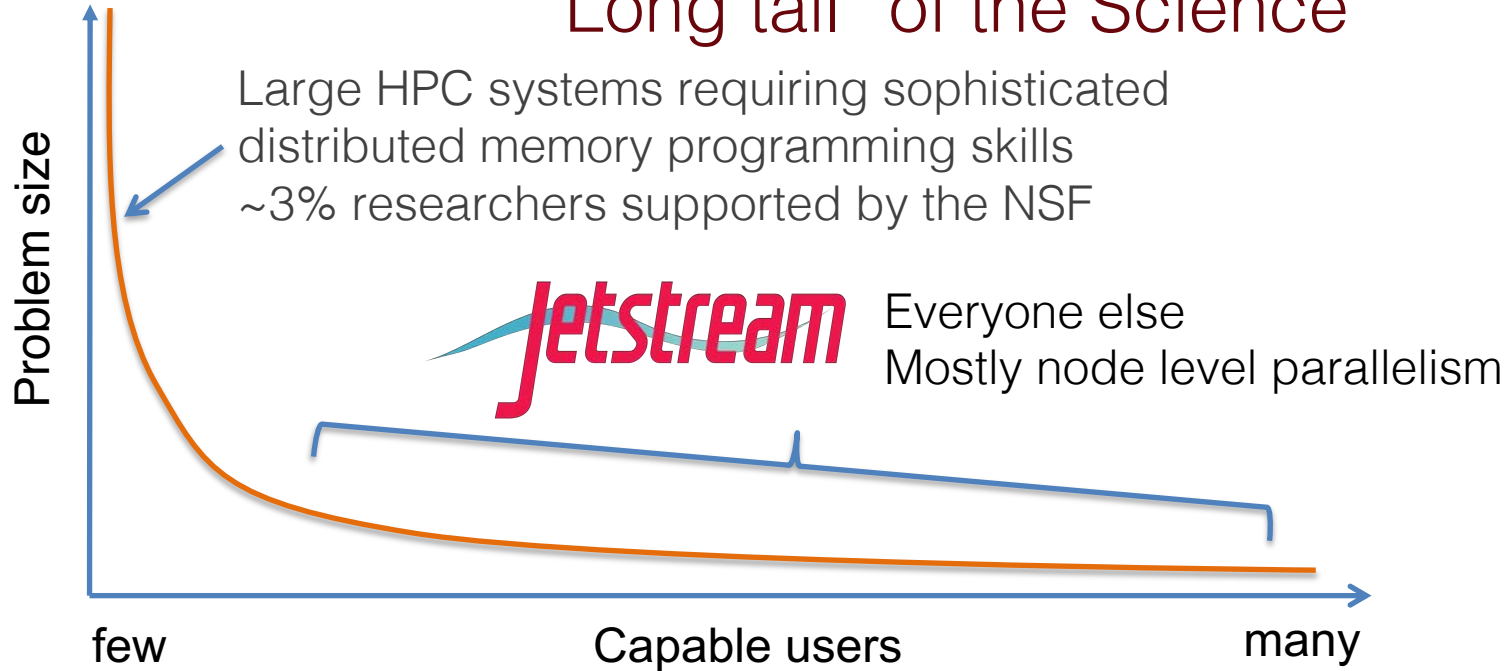 Long tail" of the Science
Large HPC systems requiring sophisticated
distributed memory programming skills
~3% researchers supported by the NSF
Jetstream
Everyone else
Mostly node level parallelism
Problem size
few
Capable users
many